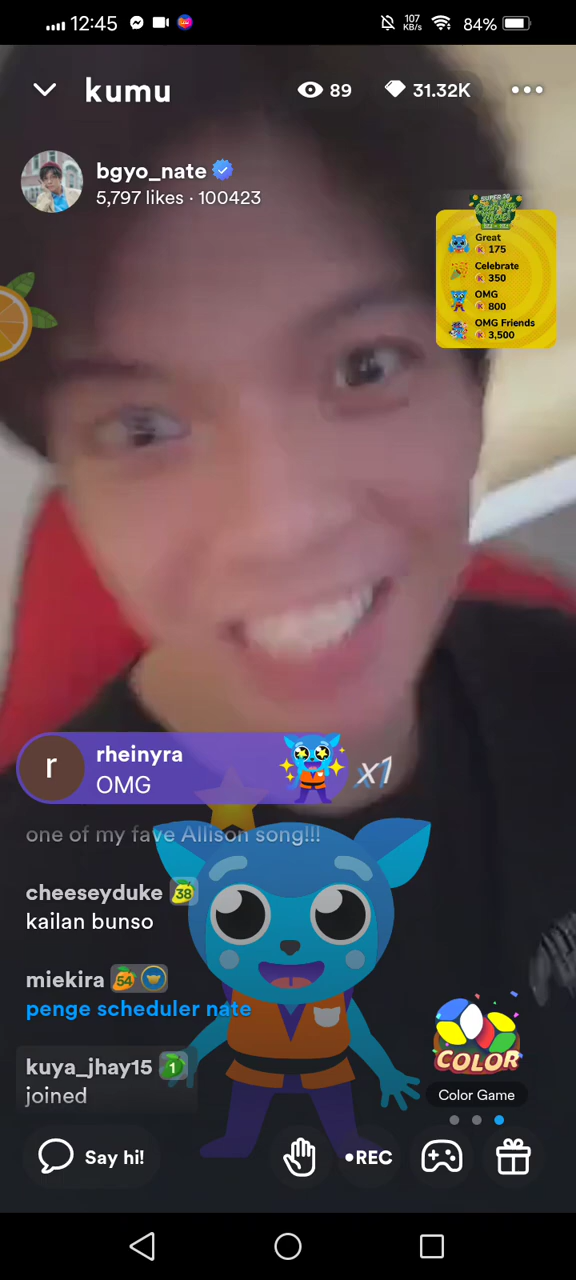 12:45
107
KB/s
84%
kumu
89
31.32K
bgyo_nate
5,797 likes · 100423
SUPER 20
Great
175
Celebrate
350
OMG
800
OMG Friends
3,500
r
rheinyra
OMG
x1
one of my fave Allison song!!!
cheeseyduke 38
kailan bunso
miekira 54
penge scheduler nate
kuya_jhay15 1
joined
COLOR
Color Game
Say hi!
REC